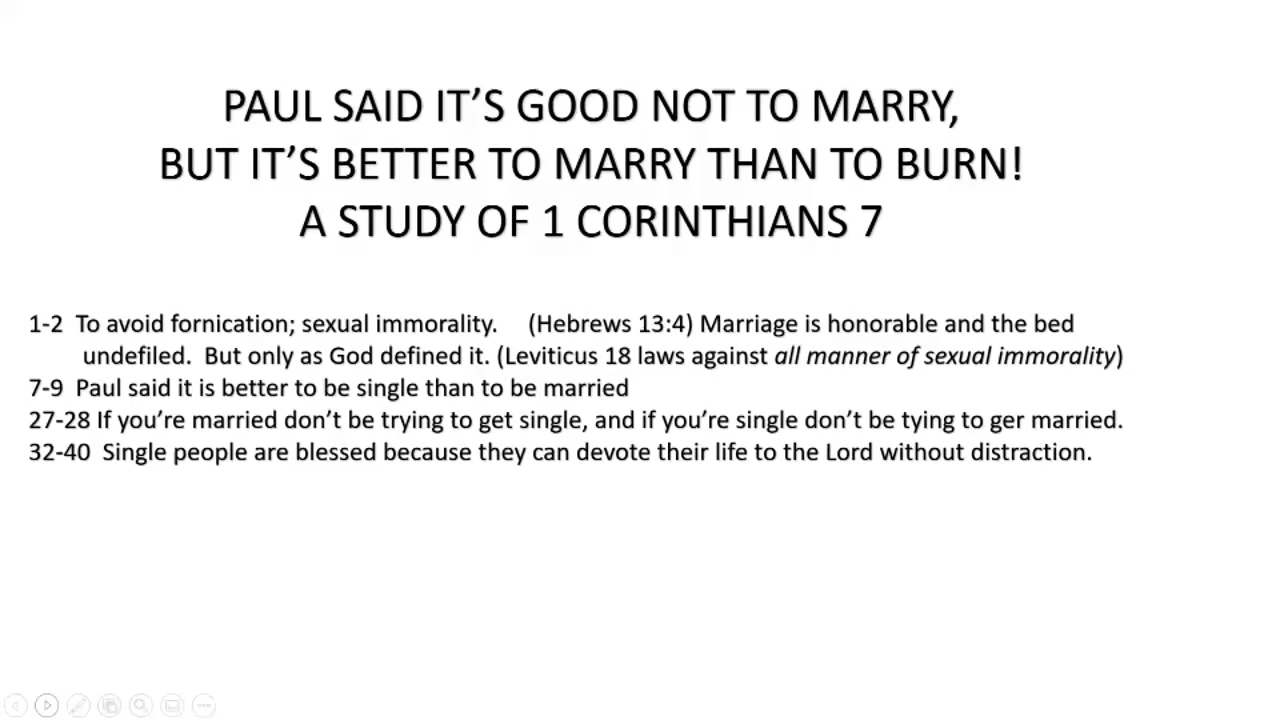 PAUL SAID IT’S GOOD NOT TO MARRY,
BUT IT’S BETTER TO MARRY THAN TO BURN!
A STUDY OF 1 CORINTHIANS 7
1-2 To avoid fornication; sexual immorality. (Hebrews 13:4) Marriage is honorable and the bed
undefiled. But only as God defined it. (Leviticus 18 laws against all manner of sexual immorality)
7-9 Paul said it is better to be single than to be married
27-28 If you’re married don’t be trying to get single, and if you’re single don’t be tying to ger married.
32-40 Single people are blessed because they can devote their life to the Lord without distraction.